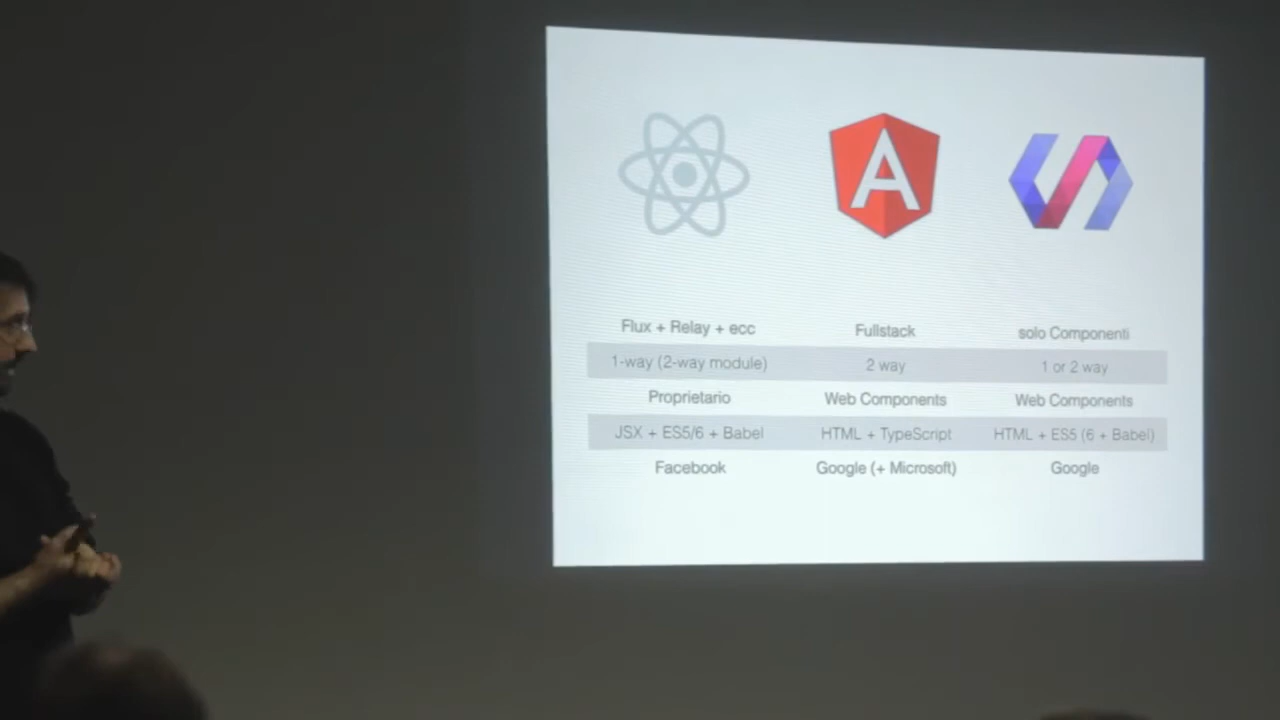 A
Flux + Relay + ecc Fullstack solo Componenti
1-way (2-way module) 2 way 1 or 2 way
Proprietario Web Components Web Components
JSX + ES5/6 + Babel HTML + TypeScript HTML + ES5 (6 + Babel)
Facebook Google (+ Microsoft) Google